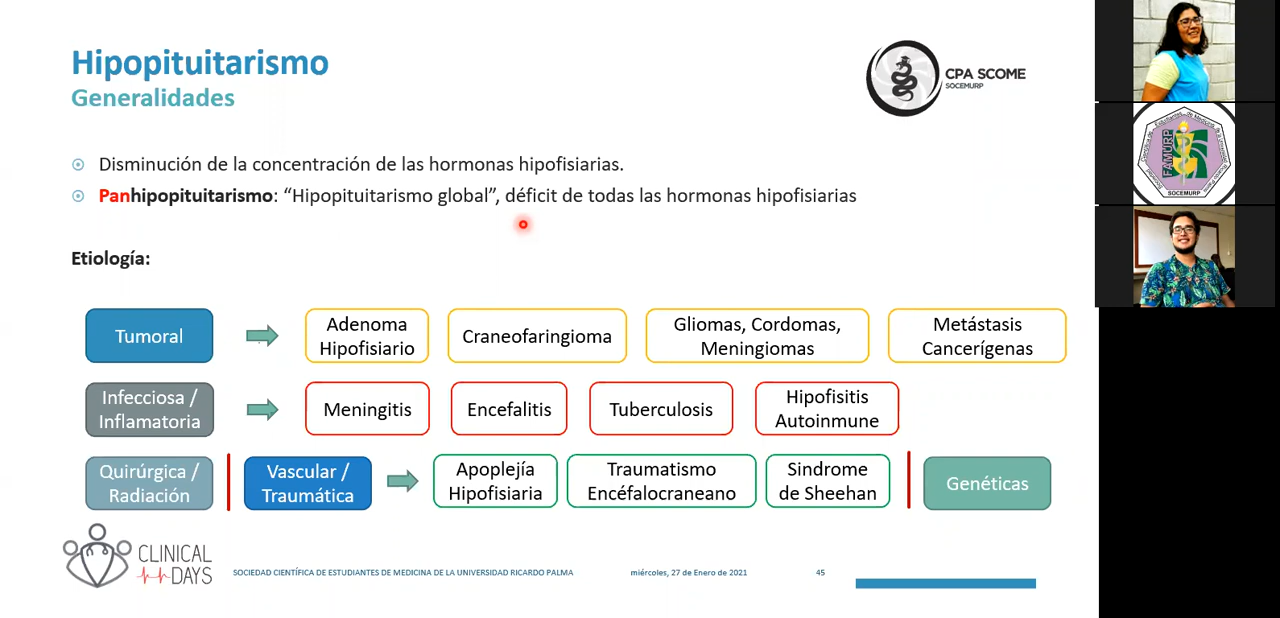 Hipopituitarismo
Generalidades
CPA SCOME
SOCEMURP
Disminución de la concentración de las hormonas hipofisiarias.
Panhipopituitarismo: “Hipopituitarismo global”, déficit de todas las hormonas hipofisiarias
Etiología:
Tumoral
Adenoma
Hipofisiario
Craneofaringioma
Gliomas, Cordomas,
Meningiomas
Metástasis
Cancerígenas
Infecciosa /
Inflamatoria
Meningitis
Encefalitis
Tuberculosis
Hipofisitis
Autoinmune
Quirúrgica /
Radiación
Vascular /
Traumática
Apoplejía
Hipofisiaria
Traumatismo
Encéfalocraneano
Sindrome
de Sheehan
Genéticas
CLINICAL
DAYS
SOCIEDAD CIENTÍFICA DE ESTUDIANTES DE MEDICINA DE LA UNIVERSIDAD RICARDO PALMA
miércoles, 27 de Enero de 2021
45
FAMURP
SOCEMURP